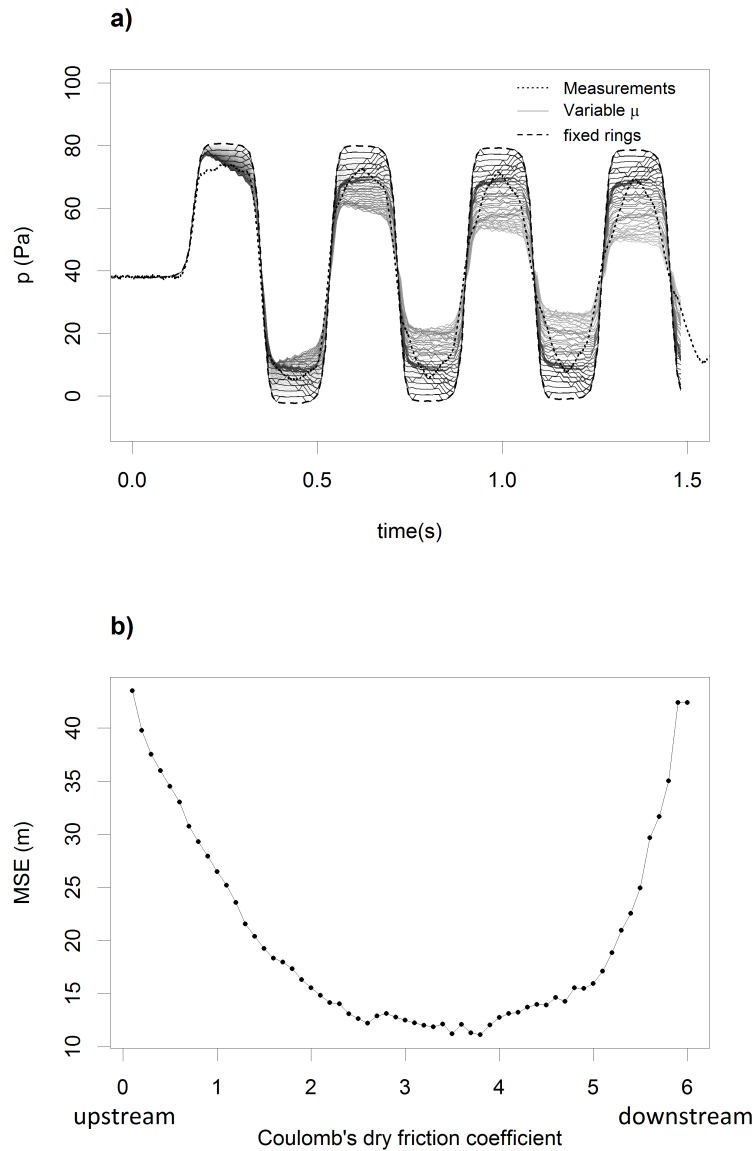 a)
100
80
60
40
20
0
p (Pa)
Measurements
Variable μ
fixed rings
0.0 0.5 1.0 1.5
time(s)
b)
40
35
30
25
20
15
10
MSE (m)
0 1 2 3 4 5 6
upstream downstream
Coulomb's dry friction coefficient